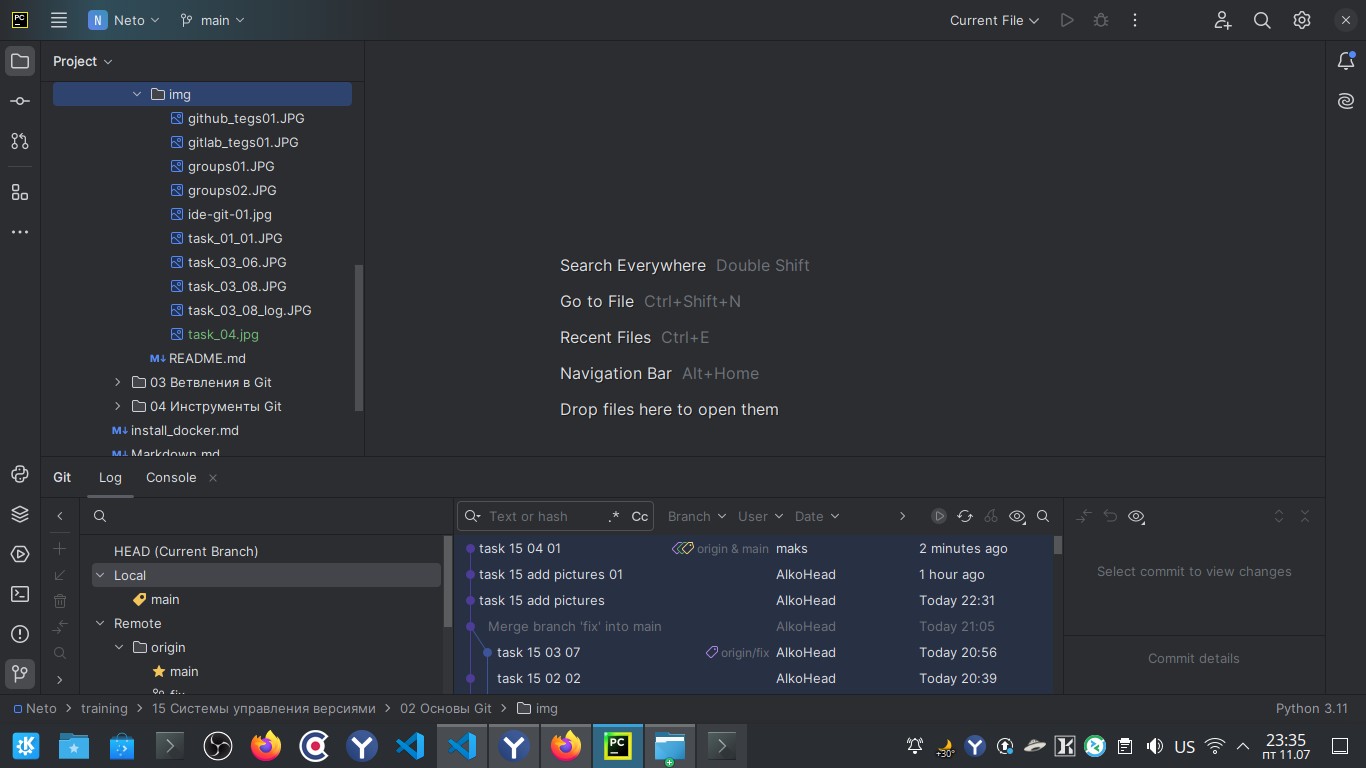 PC
N Neto main Current File
Project
img
github_tegs01.JPG
gitlab_tegs01.JPG
groups01.JPG
groups02.JPG
ide-git-01.jpg
task_01_01.JPG
task_03_06.JPG
task_03_08.JPG
task_03_08_log.JPG
task_04.jpg
M↓ README.md
03 Ветвления в Git
04 Инструменты Git
M↓ install_docker.md
M↓ Markdown.md
Search Everywhere Double Shift
Go to File Ctrl+Shift+N
Recent Files Ctrl+E
Navigation Bar Alt+Home
Drop files here to open them
Git Log Console
Text or hash .* Cc Branch User Date
HEAD (Current Branch)
Local
main
Remote
origin
main
fix
task 15 04 01 origin & main maks 2 minutes ago
task 15 add pictures 01 AlkoHead 1 hour ago
task 15 add pictures AlkoHead Today 22:31
Merge branch 'fix' into main AlkoHead Today 21:05
task 15 03 07 origin/fix AlkoHead Today 20:56
task 15 02 02 AlkoHead Today 20:39
Select commit to view changes
Commit details
Neto training 15 Системы управления версиями 02 Основы Git img Python 3.11
PC +30° US 23:35
пт 11.07